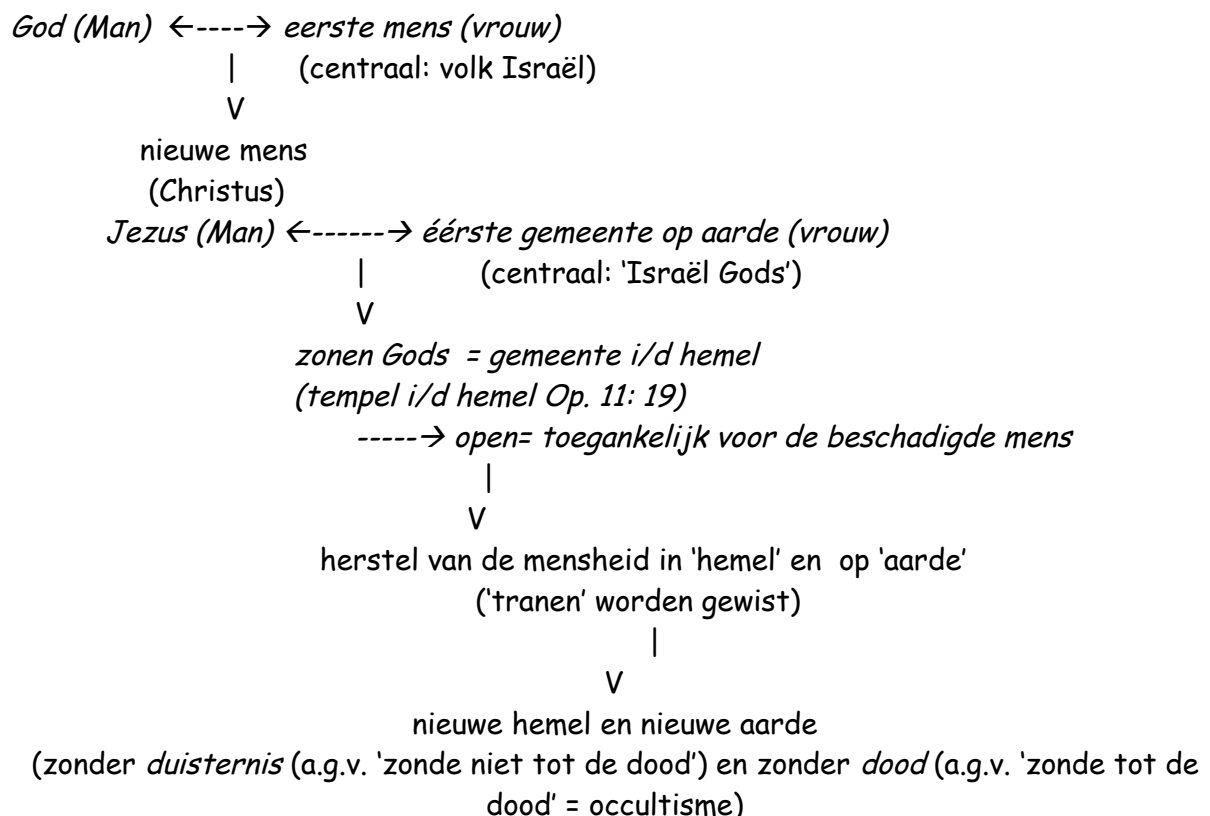 God (Man) ←----→ eerste mens (vrouw)
| (centraal: volk Israël)
V
nieuwe mens
(Christus)
Jezus (Man) ←------→ éérste gemeente op aarde (vrouw)
| (centraal: ‘Israël Gods’)
V
zonen Gods = gemeente i/d hemel
(tempel i/d hemel Op. 11: 19)
-----→ open= toegankelijk voor de beschadigde mens
|
V
herstel van de mensheid in ‘hemel’ en op ‘aarde’
(‘tranen’ worden gewist)
|
V
nieuwe hemel en nieuwe aarde
(zonder duisternis (a.g.v. ‘zonde niet tot de dood’) en zonder dood (a.g.v. ‘zonde tot de
dood’ = occultisme)